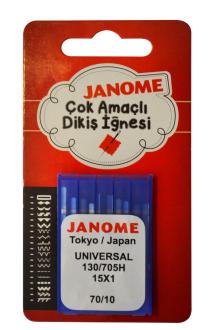 JANOME
Çok Amaçlı
Dikiş İğnesi
JANOME
Tokyo / Japan
UNIVERSAL
130/705H
15X1
70/10